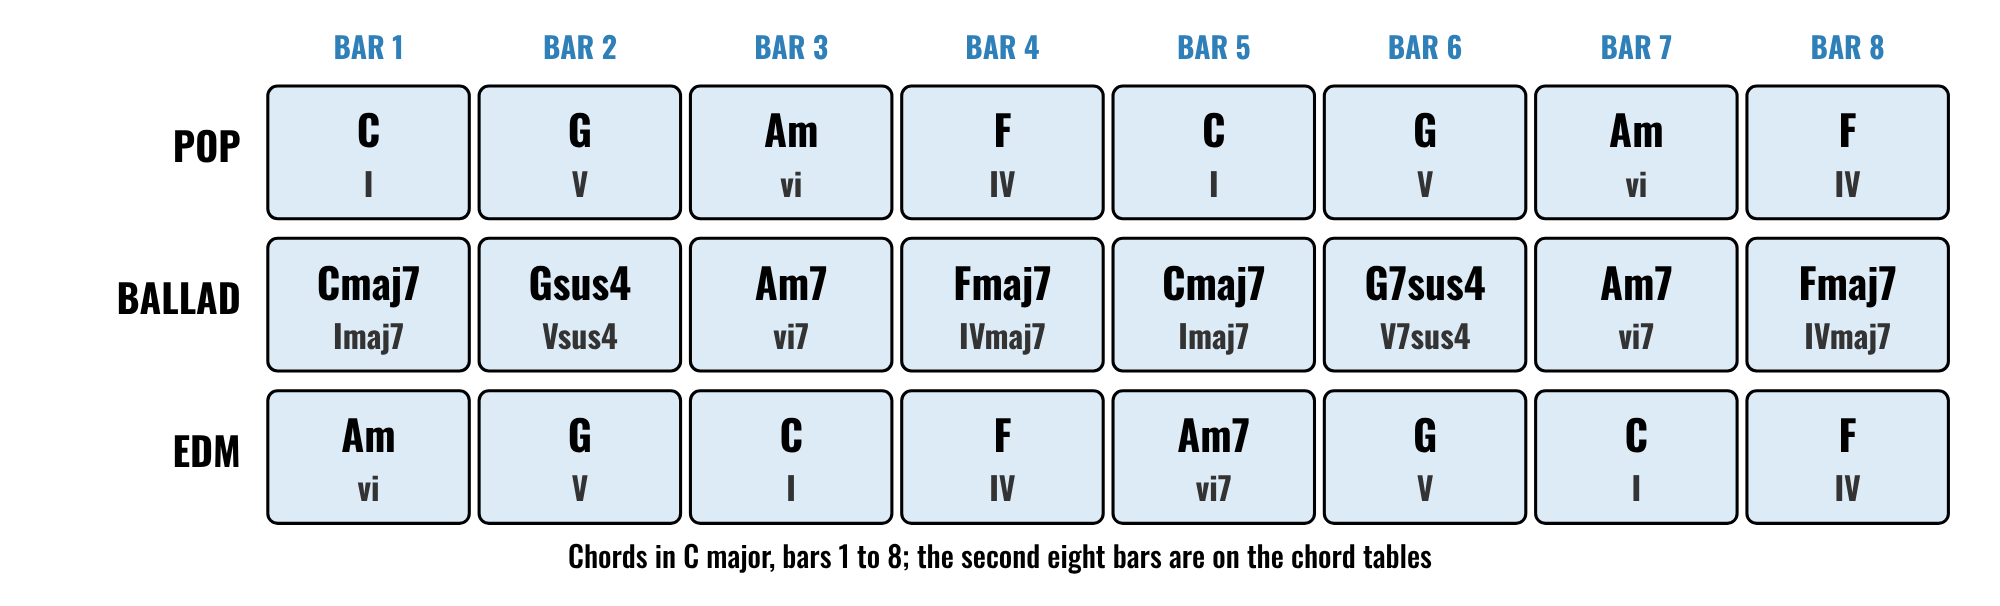 BAR 1 BAR 2 BAR 3 BAR 4 BAR 5 BAR 6 BAR 7 BAR 8
POP
C G Am F C G Am F
I V vi IV I V vi IV
BALLAD
Cmaj7 Gsus4 Am7 Fmaj7 Cmaj7 G7sus4 Am7 Fmaj7
Imaj7 Vsus4 vi7 IVmaj7 Imaj7 V7sus4 vi7 IVmaj7
EDM
Am G C F Am7 G C F
vi V I IV vi7 V I IV
Chords in C major, bars 1 to 8; the second eight bars are on the chord tables